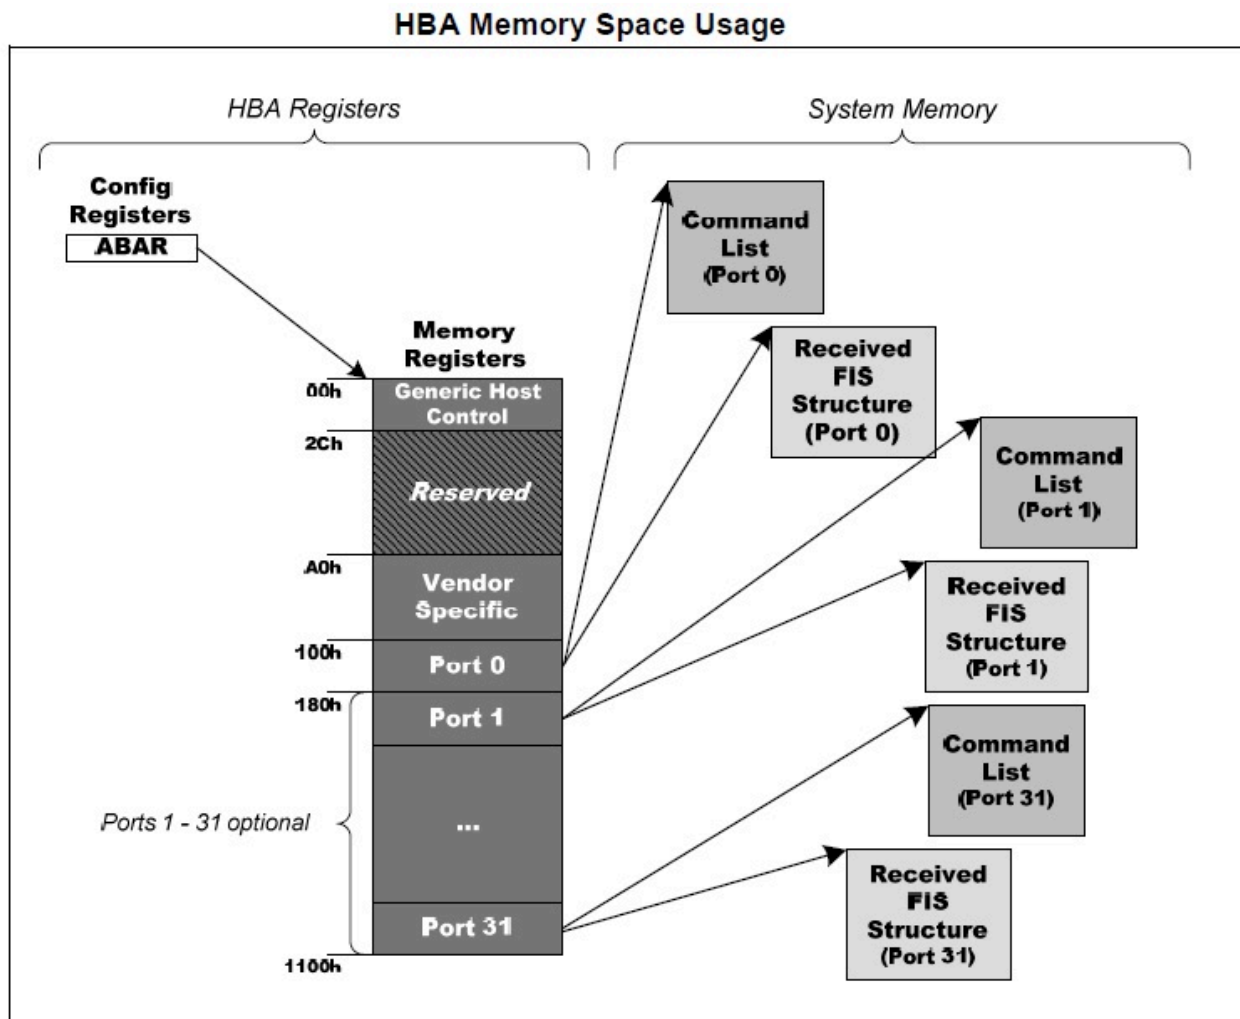 HBA Memory Space Usage
HBA Registers
System Memory
Config
Registers
ABAR
Memory
Registers
00h
Generic Host
Control
2Ch
Reserved
A0h
Vendor
Specific
100h
Port 0
180h
Port 1
Ports 1 - 31 optional
...
Port 31
1100h
Command
List
(Port 0)
Received
FIS
Structure
(Port 0)
Command
List
(Port 1)
Received
FIS
Structure
(Port 1)
Command
List
(Port 31)
Received
FIS
Structure
(Port 31)